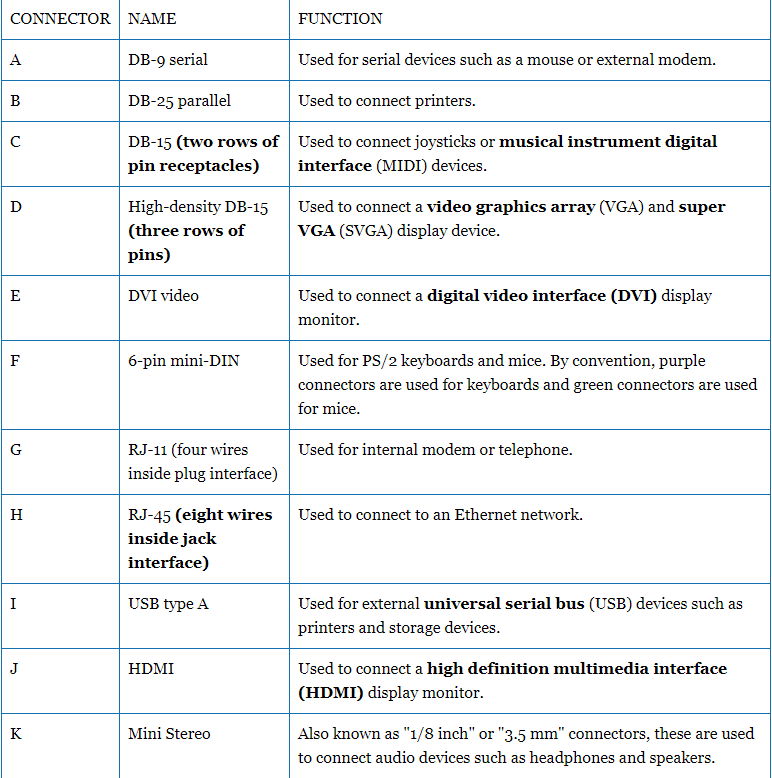 CONNECTOR NAME FUNCTION
A DB-9 serial Used for serial devices such as a mouse or external modem.
B DB-25 parallel Used to connect printers.
C DB-15 (two rows of Used to connect joysticks or musical instrument digital
pin receptacles) interface (MIDI) devices.
D High-density DB-15 Used to connect a video graphics array (VGA) and super
(three rows of VGA (SVGA) display device.
pins)
E DVI video Used to connect a digital video interface (DVI) display
monitor.
F 6-pin mini-DIN Used for PS/2 keyboards and mice. By convention, purple
connectors are used for keyboards and green connectors are used
for mice.
G RJ-11 (four wires Used for internal modem or telephone.
inside plug interface)
H RJ-45 (eight wires Used to connect to an Ethernet network.
inside jack
interface)
I USB type A Used for external universal serial bus (USB) devices such as
printers and storage devices.
J HDMI Used to connect a high definition multimedia interface
(HDMI) display monitor.
K Mini Stereo Also known as "1/8 inch" or "3.5 mm" connectors, these are used
to connect audio devices such as headphones and speakers.